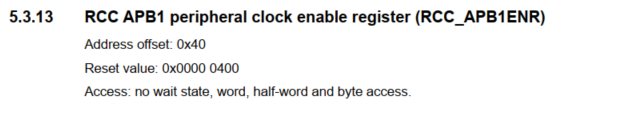 5.3.13 RCC APB1 peripheral clock enable register (RCC_APB1ENR)
Address offset: 0x40
Reset value: 0x0000 0400
Access: no wait state, word, half-word and byte access.